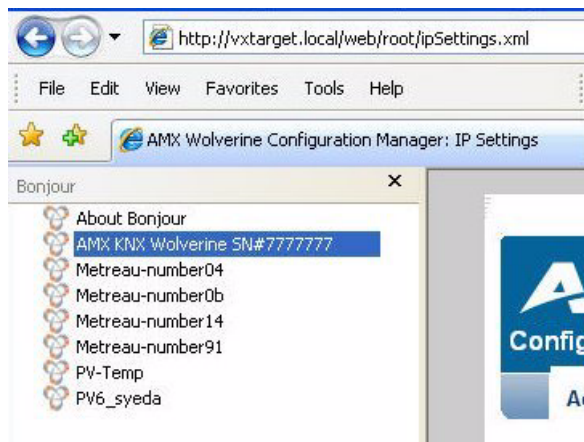 http://vxtarget.local/web/root/ipSettings.xml
File Edit View Favorites Tools Help
AMX Wolverine Configuration Manager: IP Settings
Bonjour
About Bonjour
AMX KNX Wolverine SN#7777777
Metreau-number04
Metreau-number0b
Metreau-number14
Metreau-number91
PV-Temp
PV6_syeda